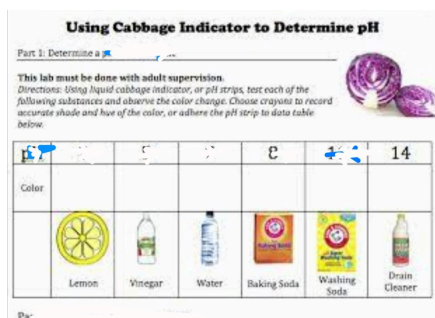 Using Cabbage Indicator to Determine pH
Part 1: Determine a
This lab must be done with adult supervision.
Directions: Using liquid cabbage indicator, or pH strips, test each of the
following substances and observe the color change. Choose crayons to record
accurate shade and hue of the color, or adhere the pH strip to data table
below.
8 14
Color
Lemon Vinegar Water Baking Soda Washing Soda Drain Cleaner